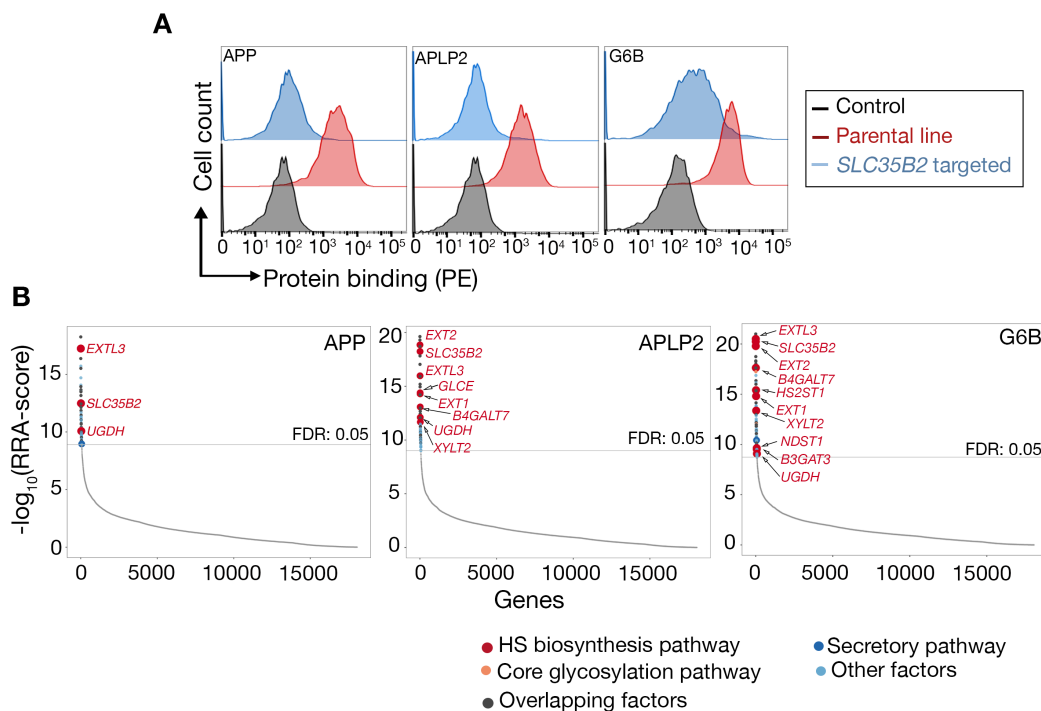 A
APP
APLP2
G6B
Cell count
0 10¹ 10² 10³ 10⁴ 10⁵
0 10¹ 10² 10³ 10⁴ 10⁵
0 10¹ 10² 10³ 10⁴ 10⁵
Protein binding (PE)
Control
Parental line
SLC35B2 targeted
B
-log₁₀(RRA-score)
APP
15
10
5
0
EXTL3
SLC35B2
UGDH
FDR: 0.05
0 5000 10000 15000
APLP2
20
15
10
5
0
EXT2
SLC35B2
EXTL3
GLCE
EXT1
B4GALT7
UGDH
XYLT2
FDR: 0.05
0 5000 10000 15000
G6B
20
15
10
5
0
EXTL3
SLC35B2
EXT2
B4GALT7
HS2ST1
EXT1
XYLT2
NDST1
B3GAT3
UGDH
FDR: 0.05
0 5000 10000 15000
Genes
HS biosynthesis pathway
Core glycosylation pathway
Overlapping factors
Secretory pathway
Other factors